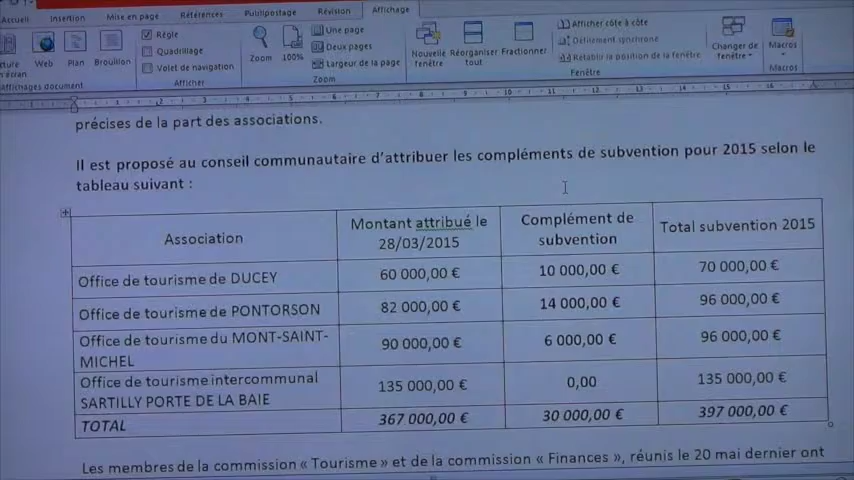 Accueil Insertion Mise en page Références Publipostage Révision Affichage
Web Plan Brouillon
Affichages document
Règle
Quadrillage
Volet de navigation
Afficher
Zoom 100%
Une page
Deux pages
Largeur de la page
Zoom
Nouvelle fenêtre
Réorganiser tout
Fractionner
Afficher côte à côte
Défilement synchrone
Rétablir la position de la fenêtre
Fenêtre
Changer de fenêtre
Macros
Macros
précises de la part des associations.
Il est proposé au conseil communautaire d'attribuer les compléments de subvention pour 2015 selon le
tableau suivant :
Association Montant attribué le 28/03/2015 Complément de subvention Total subvention 2015
Office de tourisme de DUCEY 60 000,00 € 10 000,00 € 70 000,00 €
Office de tourisme de PONTORSON 82 000,00 € 14 000,00 € 96 000,00 €
Office de tourisme du MONT-SAINT-MICHEL 90 000,00 € 6 000,00 € 96 000,00 €
Office de tourisme intercommunal SARTILLY PORTE DE LA BAIE 135 000,00 € 0,00 135 000,00 €
TOTAL 367 000,00 € 30 000,00 € 397 000,00 €
Les membres de la commission « Tourisme » et de la commission « Finances », réunis le 20 mai dernier ont